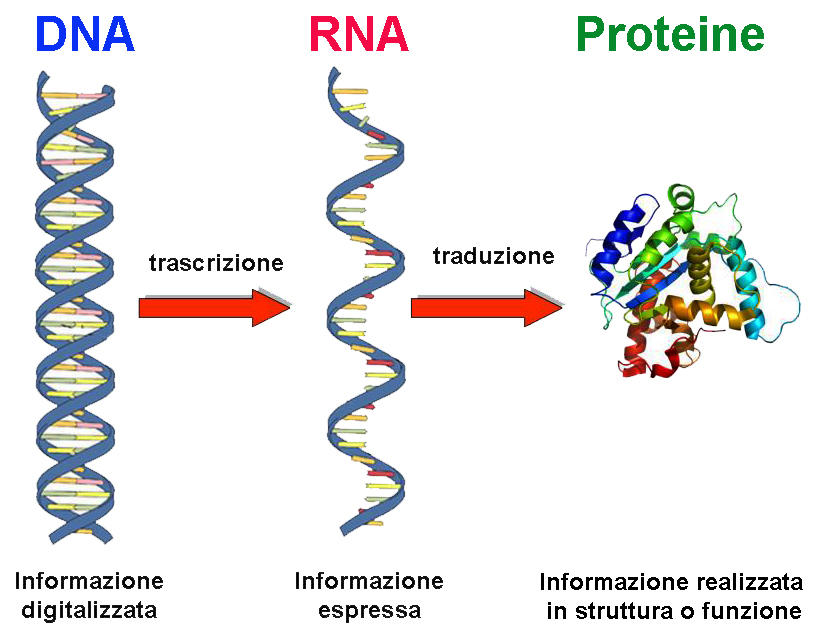 DNA
RNA
Proteine
trascrizione
traduzione
Informazione
digitalizzata
Informazione
espressa
Informazione realizzata
in struttura o funzione